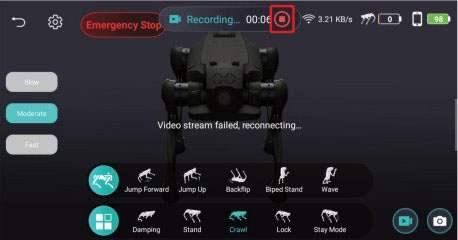 Emergency Stop
Recording... 00:06
3.21 KB/s
0
98
Slow
Moderate
Fast
Video stream failed, reconnecting...
Jump Forward Jump Up Backflip Biped Stand Wave
Damping Stand Crawl Lock Stay Mode